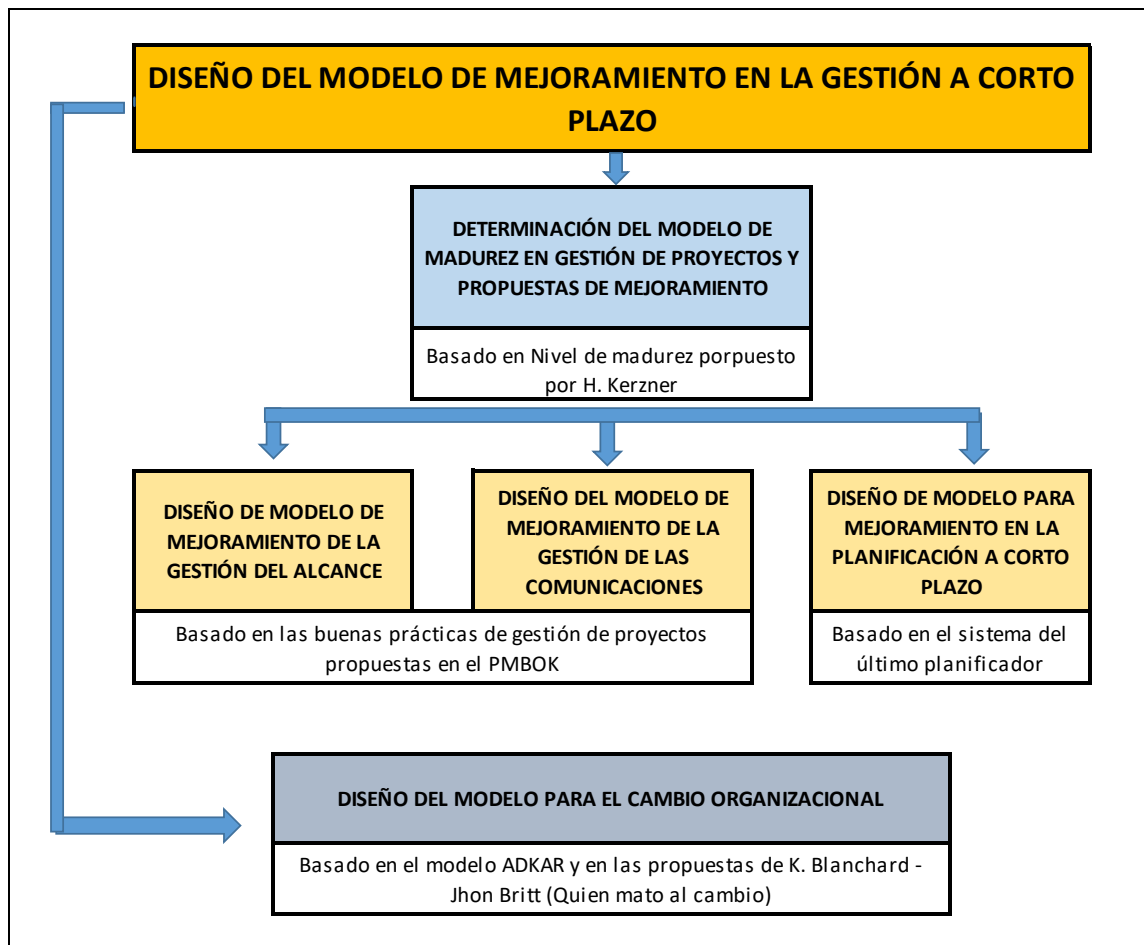 DISEÑO DEL MODELO DE MEJORAMIENTO EN LA GESTIÓN A CORTO
PLAZO
DETERMINACIÓN DEL MODELO DE
MADUREZ EN GESTIÓN DE PROYECTOS Y
PROPUESTAS DE MEJORAMIENTO
Basado en Nivel de madurez porpuesto
por H. Kerzner
DISEÑO DE MODELO DE
MEJORAMIENTO DE LA
GESTIÓN DEL ALCANCE
DISEÑO DEL MODELO DE
MEJORAMIENTO DE LA
GESTIÓN DE LAS
COMUNICACIONES
Basado en las buenas prácticas de gestión de proyectos
propuestas en el PMBOK
DISEÑO DE MODELO PARA
MEJORAMIENTO EN LA
PLANIFICACIÓN A CORTO
PLAZO
Basado en el sistema del
último planificador
DISEÑO DEL MODELO PARA EL CAMBIO ORGANIZACIONAL
Basado en el modelo ADKAR y en las propuestas de K. Blanchard -
Jhon Britt (Quien mato al cambio)